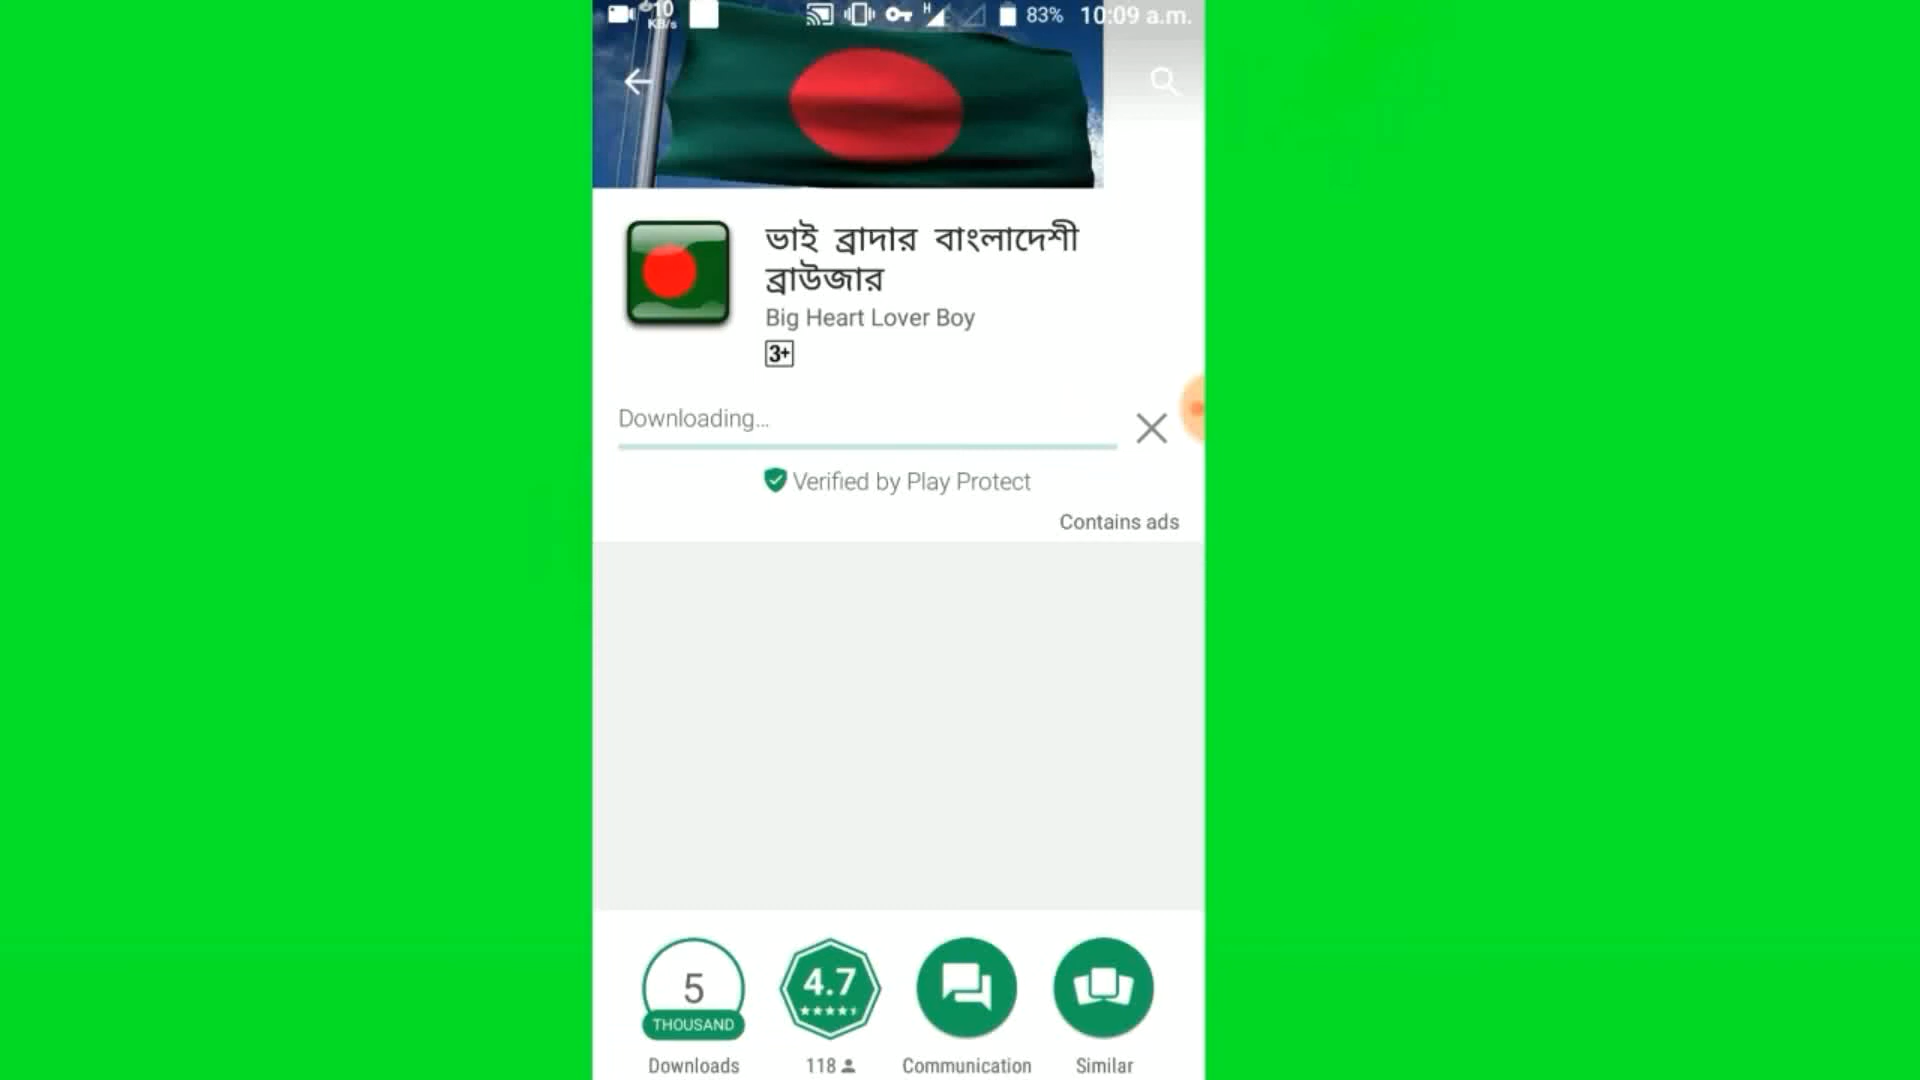 10
KB/s
H
83%
10:09 a.m.
ভাই ব্রাদার বাংলাদেশী
ব্রাউজার
Big Heart Lover Boy
3+
Downloading...
Verified by Play Protect
Contains ads
5
THOUSAND
4.7
Downloads
118
Communication
Similar